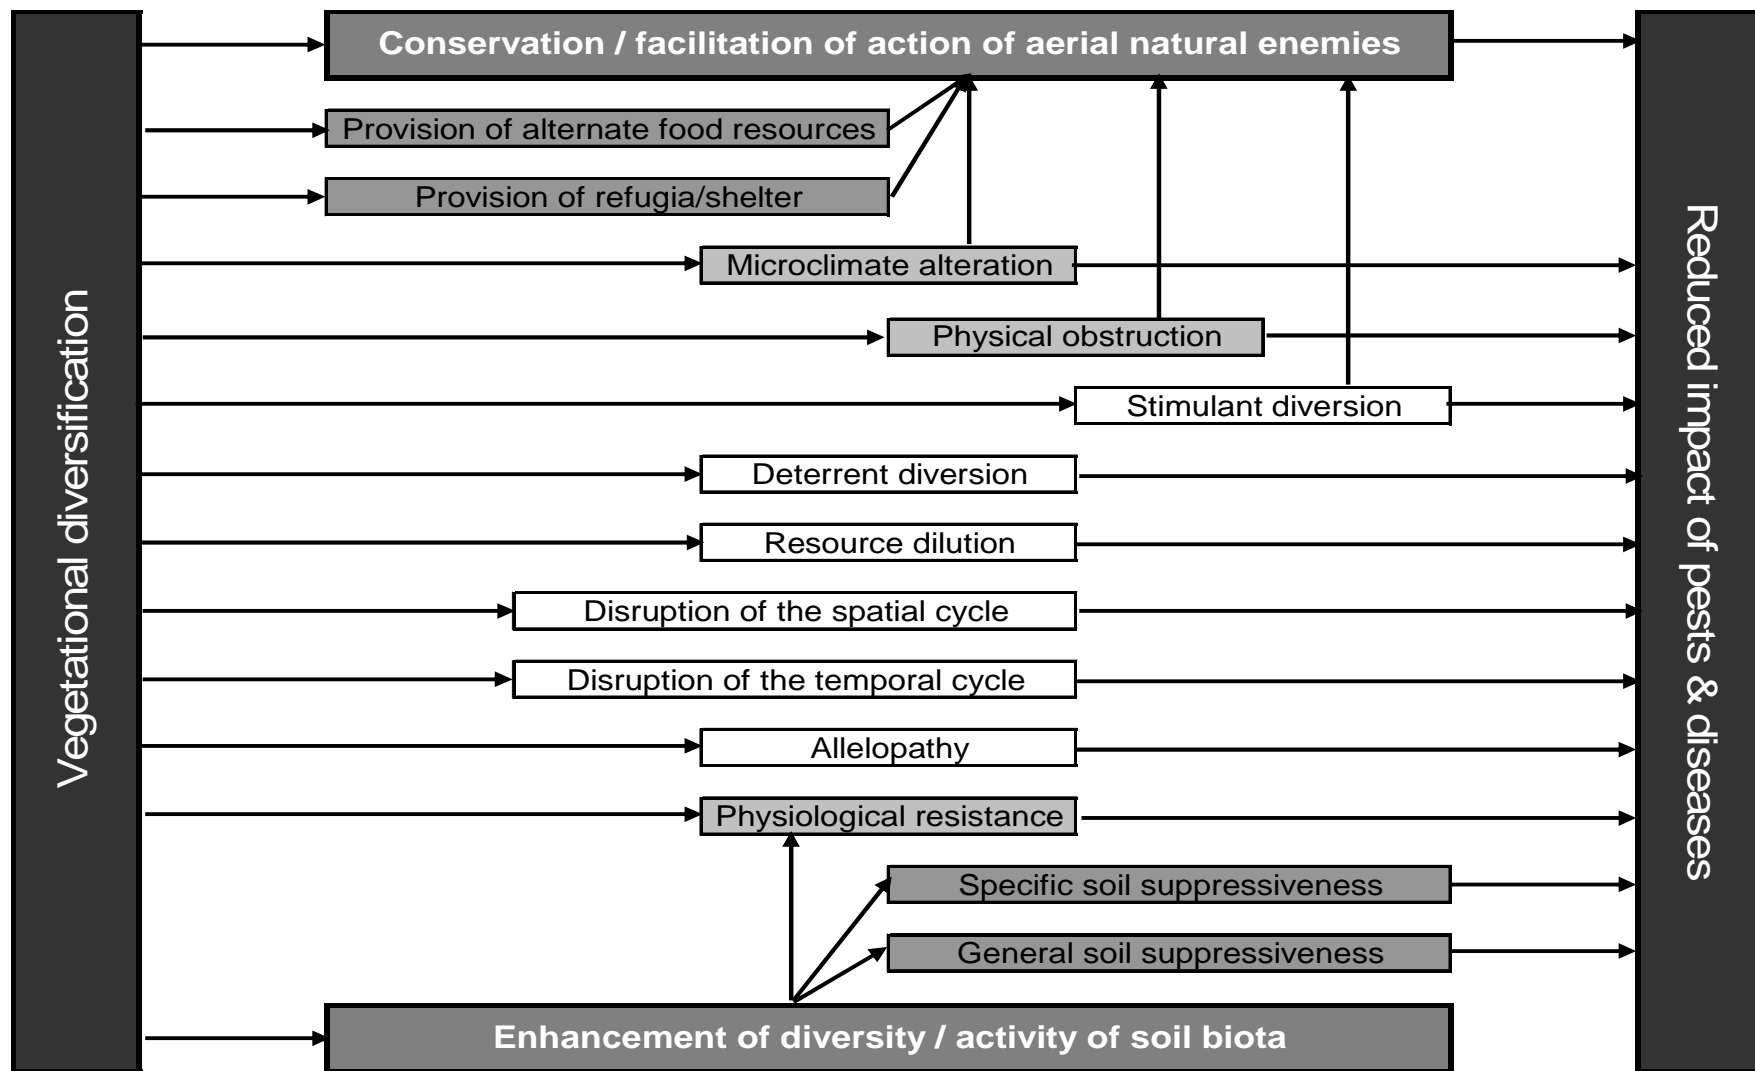 Vegetational diversification
Conservation / facilitation of action of aerial natural enemies
Provision of alternate food resources
Provision of refugia/shelter
Microclimate alteration
Physical obstruction
Stimulant diversion
Deterrent diversion
Resource dilution
Disruption of the spatial cycle
Disruption of the temporal cycle
Allelopathy
Physiological resistance
Specific soil suppressiveness
General soil suppressiveness
Enhancement of diversity / activity of soil biota
Reduced impact of pests & diseases